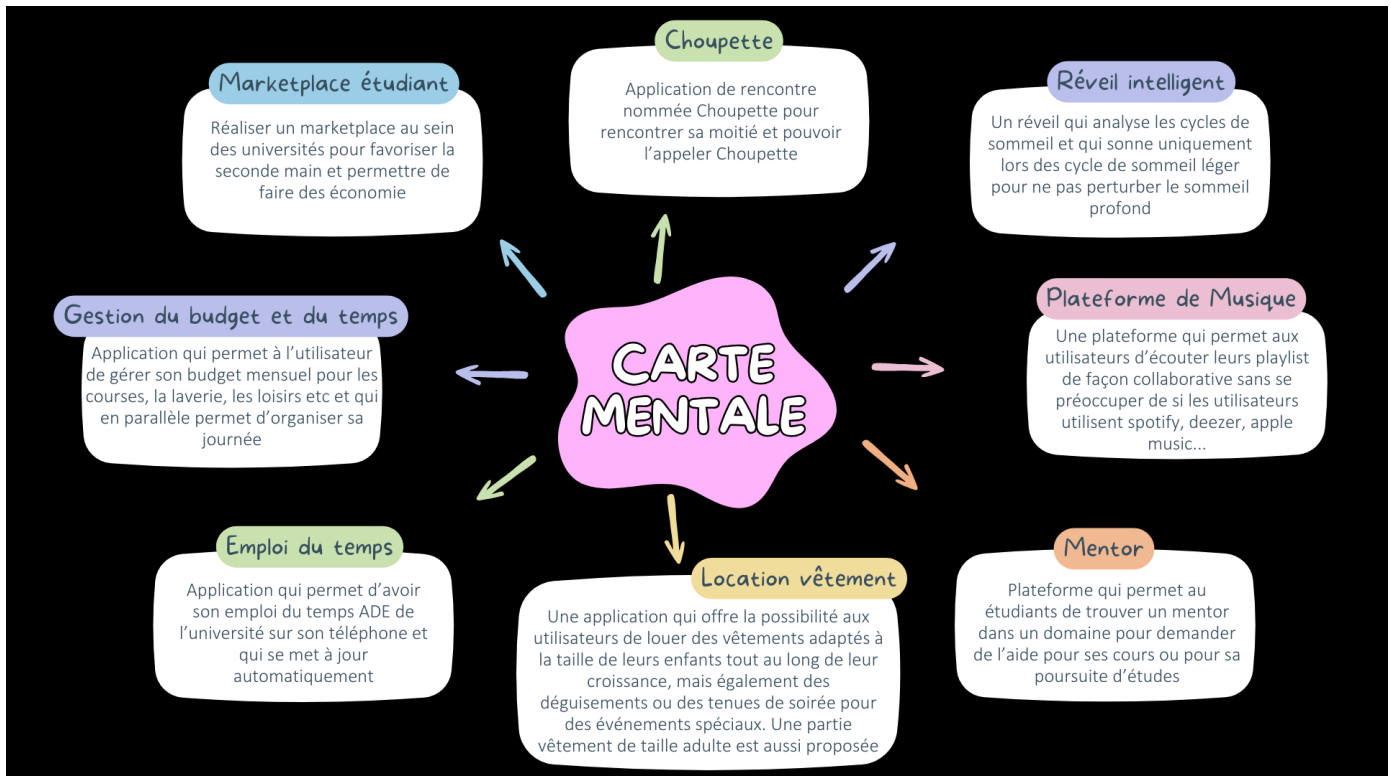 Choupette
Application de rencontre
nommée Choupette pour
rencontrer sa moitié et pouvoir
l’appeler Choupette
Marketplace étudiant
Réaliser un marketplace au sein
des universités pour favoriser la
seconde main et permettre de
faire des économie
Réveil intelligent
Un réveil qui analyse les cycles de
sommeil et qui sonne uniquement
lors des cycle de sommeil léger
pour ne pas perturber le sommeil
profond
Gestion du budget et du temps
Application qui permet à l’utilisateur
de gérer son budget mensuel pour les
courses, la laverie, les loisirs etc et qui
en parallèle permet d’organiser sa
journée
CARTE
MENTALE
Plateforme de Musique
Une plateforme qui permet aux
utilisateurs d’écouter leurs playlist
de façon collaborative sans se
préoccuper de si les utilisateurs
utilisent spotify, deezer, apple
music...
Emploi du temps
Application qui permet d’avoir
son emploi du temps ADE de
l’université sur son téléphone et
qui se met à jour
automatiquement
Location vêtement
Une application qui offre la possibilité aux
utilisateurs de louer des vêtements adaptés à
la taille de leurs enfants tout au long de leur
croissance, mais également des
déguisements ou des tenues de soirée pour
des événements spéciaux. Une partie
vêtement de taille adulte est aussi proposée
Mentor
Plateforme qui permet au
étudiants de trouver un mentor
dans un domaine pour demander
de l’aide pour ses cours ou pour sa
poursuite d’études